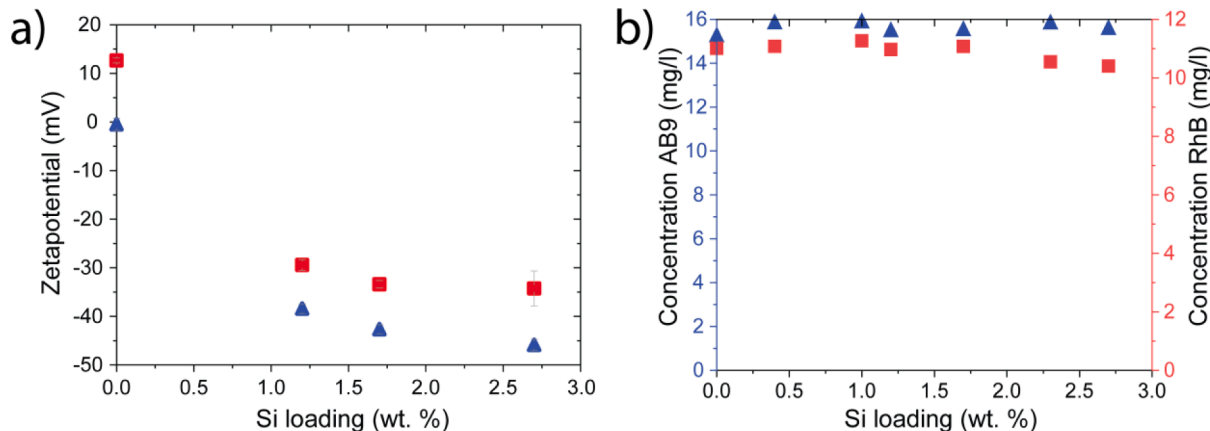 a)
Zetapotential (mV)
20
10
0
-10
-20
-30
-40
-50
0.0 0.5 1.0 1.5 2.0 2.5 3.0
Si loading (wt. %)
b)
Concentration AB9 (mg/l)
16
14
12
10
8
6
4
2
0
0.0 0.5 1.0 1.5 2.0 2.5 3.0
Si loading (wt. %)
12
10
8
6
4
2
0
Concentration RhB (mg/l)